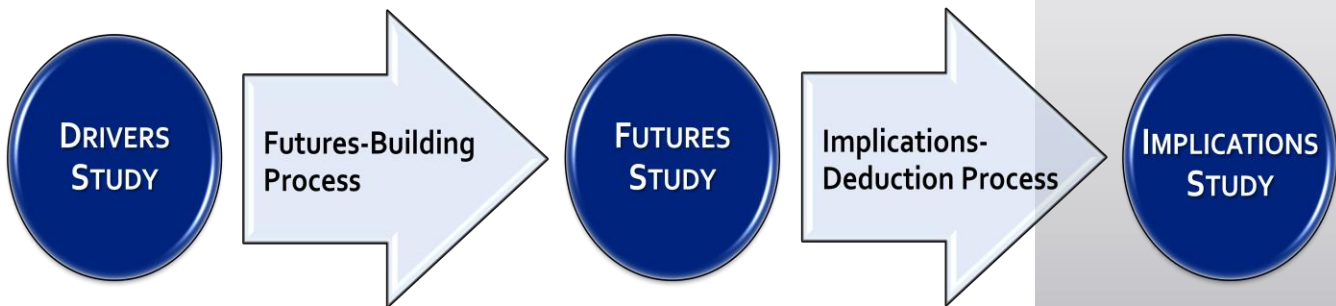 DRIVERS
STUDY
Futures-Building
Process
FUTURES
STUDY
Implications-
Deduction Process
IMPLICATIONS
STUDY